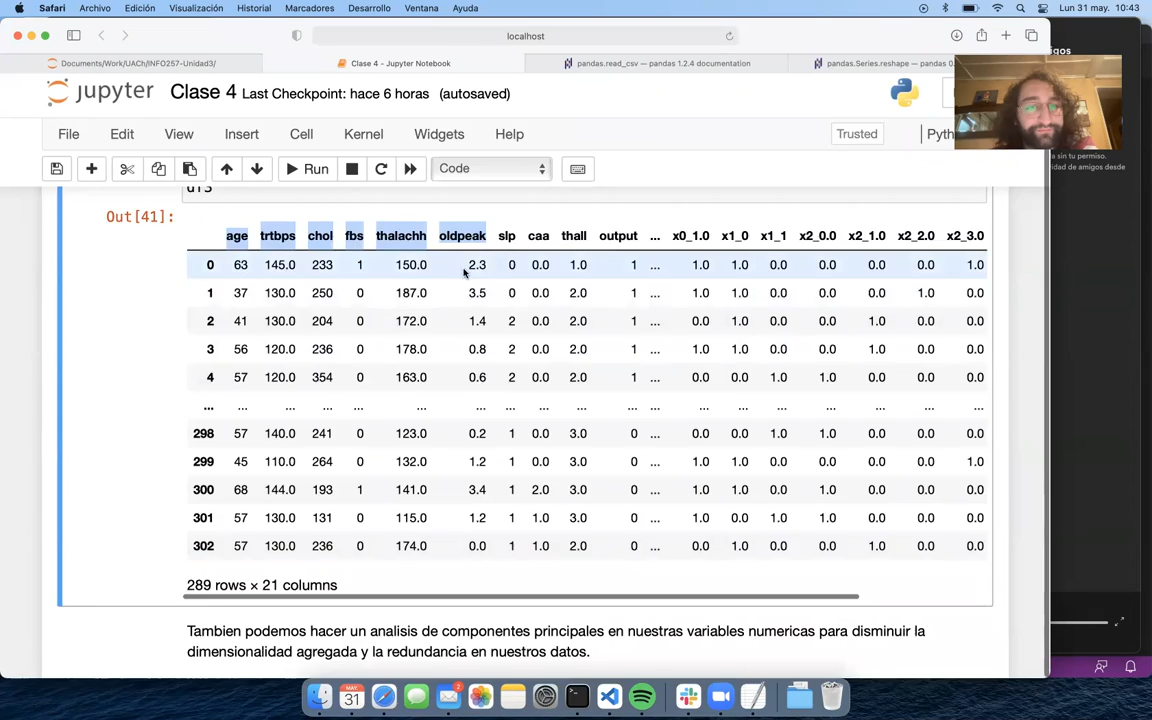 Safari Archivo Edición Visualización Historial Marcadores Desarrollo Ventana Ayuda Lun 31 may. 10:43
localhost
Documents/Work/UACh/INFO257-Unidad3/ Clase 4 - Jupyter Notebook pandas.read_csv — pandas 1.2.4 documentation pandas.Series.reshape — pandas 0.
jupyter Clase 4 Last Checkpoint: hace 6 horas (autosaved)
File Edit View Insert Cell Kernel Widgets Help Trusted Pyth
Run Code
df3
Out[41]:
age trtbps chol fbs thalachh oldpeak slp caa thall output ... x0_1.0 x1_0 x1_1 x2_0.0 x2_1.0 x2_2.0 x2_3.0
0 63 145.0 233 1 150.0 2.3 0 0.0 1.0 1 ... 1.0 1.0 0.0 0.0 0.0 0.0 1.0
1 37 130.0 250 0 187.0 3.5 0 0.0 2.0 1 ... 1.0 1.0 0.0 0.0 0.0 1.0 0.0
2 41 130.0 204 0 172.0 1.4 2 0.0 2.0 1 ... 0.0 1.0 0.0 0.0 1.0 0.0 0.0
3 56 120.0 236 0 178.0 0.8 2 0.0 2.0 1 ... 1.0 1.0 0.0 0.0 1.0 0.0 0.0
4 57 120.0 354 0 163.0 0.6 2 0.0 2.0 1 ... 0.0 0.0 1.0 1.0 0.0 0.0 0.0
... ... ... ... ... ... ... ... ... ... ... ... ... ... ... ... ... ... ...
298 57 140.0 241 0 123.0 0.2 1 0.0 3.0 0 ... 0.0 0.0 1.0 1.0 0.0 0.0 0.0
299 45 110.0 264 0 132.0 1.2 1 0.0 3.0 0 ... 1.0 1.0 0.0 0.0 0.0 0.0 1.0
300 68 144.0 193 1 141.0 3.4 1 2.0 3.0 0 ... 1.0 1.0 0.0 1.0 0.0 0.0 0.0
301 57 130.0 131 0 115.0 1.2 1 1.0 3.0 0 ... 1.0 0.0 1.0 1.0 0.0 0.0 0.0
302 57 130.0 236 0 174.0 0.0 1 1.0 2.0 0 ... 0.0 1.0 0.0 0.0 1.0 0.0 0.0
289 rows × 21 columns
Tambien podemos hacer un analisis de componentes principales en nuestras variables numericas para disminuir la
dimensionalidad agregada y la redundancia en nuestros datos.
igos
a sin tu permiso.
idad de amigos desde
MAY.
31
2